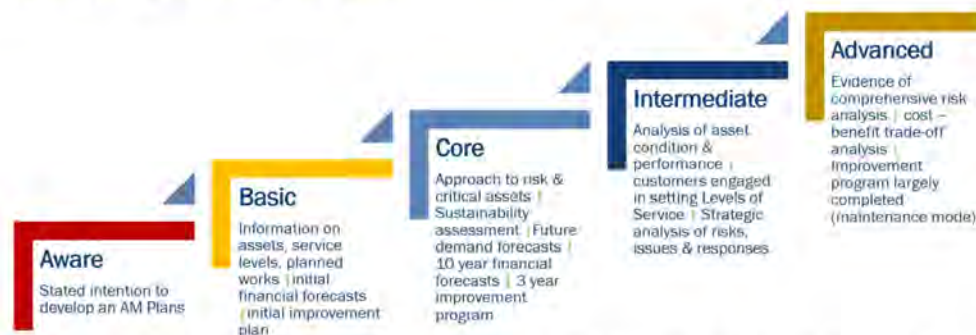 Aware
Stated intention to
develop an AM Plans
Basic
Information on
assets, service
levels, planned
works | initial
financial forecasts
| initial improvement
plan
Core
Approach to risk &
critical assets |
Sustainability
assessment | Future
demand forecasts |
10 year financial
forecasts | 3 year
improvement
program
Intermediate
Analysis of asset
condition &
performance |
customers engaged
in setting Levels of
Service | Strategic
analysis of risks,
issues & responses
Advanced
Evidence of
comprehensive risk
analysis | cost –
benefit trade-off
analysis |
Improvement
program largely
completed
(maintenance mode)